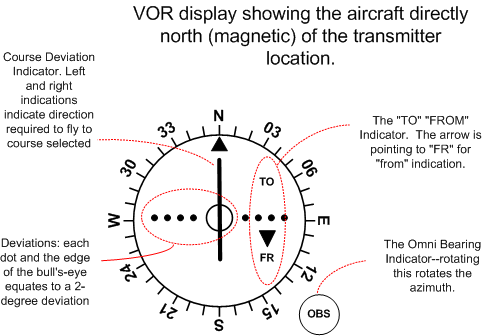 VOR display showing the aircraft directly
north (magnetic) of the transmitter
location.
Course Deviation
Indicator. Left
and right
indications
indicate direction
required to fly to
course selected
The "TO" "FROM"
Indicator. The arrow is
pointing to "FR" for
"from" indication.
N
33
03
30
06
TO
W
E
FR
24
12
21
15
S
OBS
Deviations: each
dot and the edge
of the bull's-eye
equates to a 2-
degree deviation
The Omni Bearing
Indicator--rotating
this rotates the
azimuth.